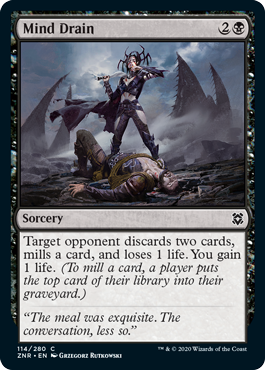 Mind Drain 2
Sorcery
Target opponent discards two cards,
mills a card, and loses 1 life. You gain
1 life. (To mill a card, a player puts
the top card of their library into their
graveyard.)
"The meal was exquisite. The
conversation, less so."
114/280 C
ZNR • EN Grzegorz Rutkowski ™ & © 2020 Wizards of the Coast